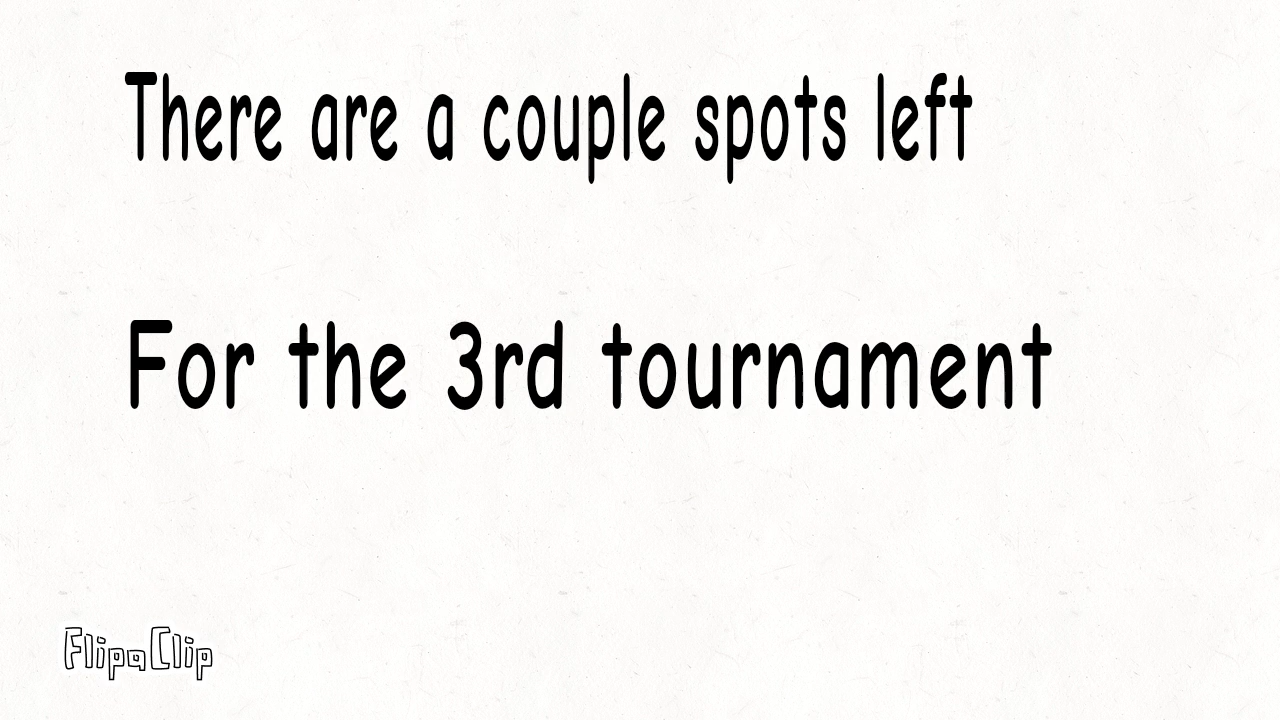 There are a couple spots left
For the 3rd tournament
FlipaClip